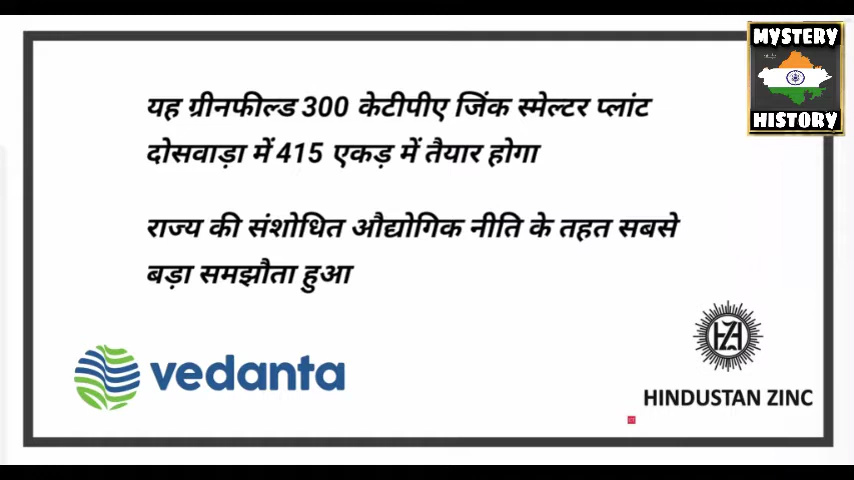 MYSTERY
HISTORY
यह ग्रीनफील्ड 300 केटीपीए जिंक स्मेल्टर प्लांट
दोसवाड़ा में 415 एकड़ में तैयार होगा
राज्य की संशोधित औद्योगिक नीति के तहत सबसे
बड़ा समझौता हुआ
vedanta
HINDUSTAN ZINC